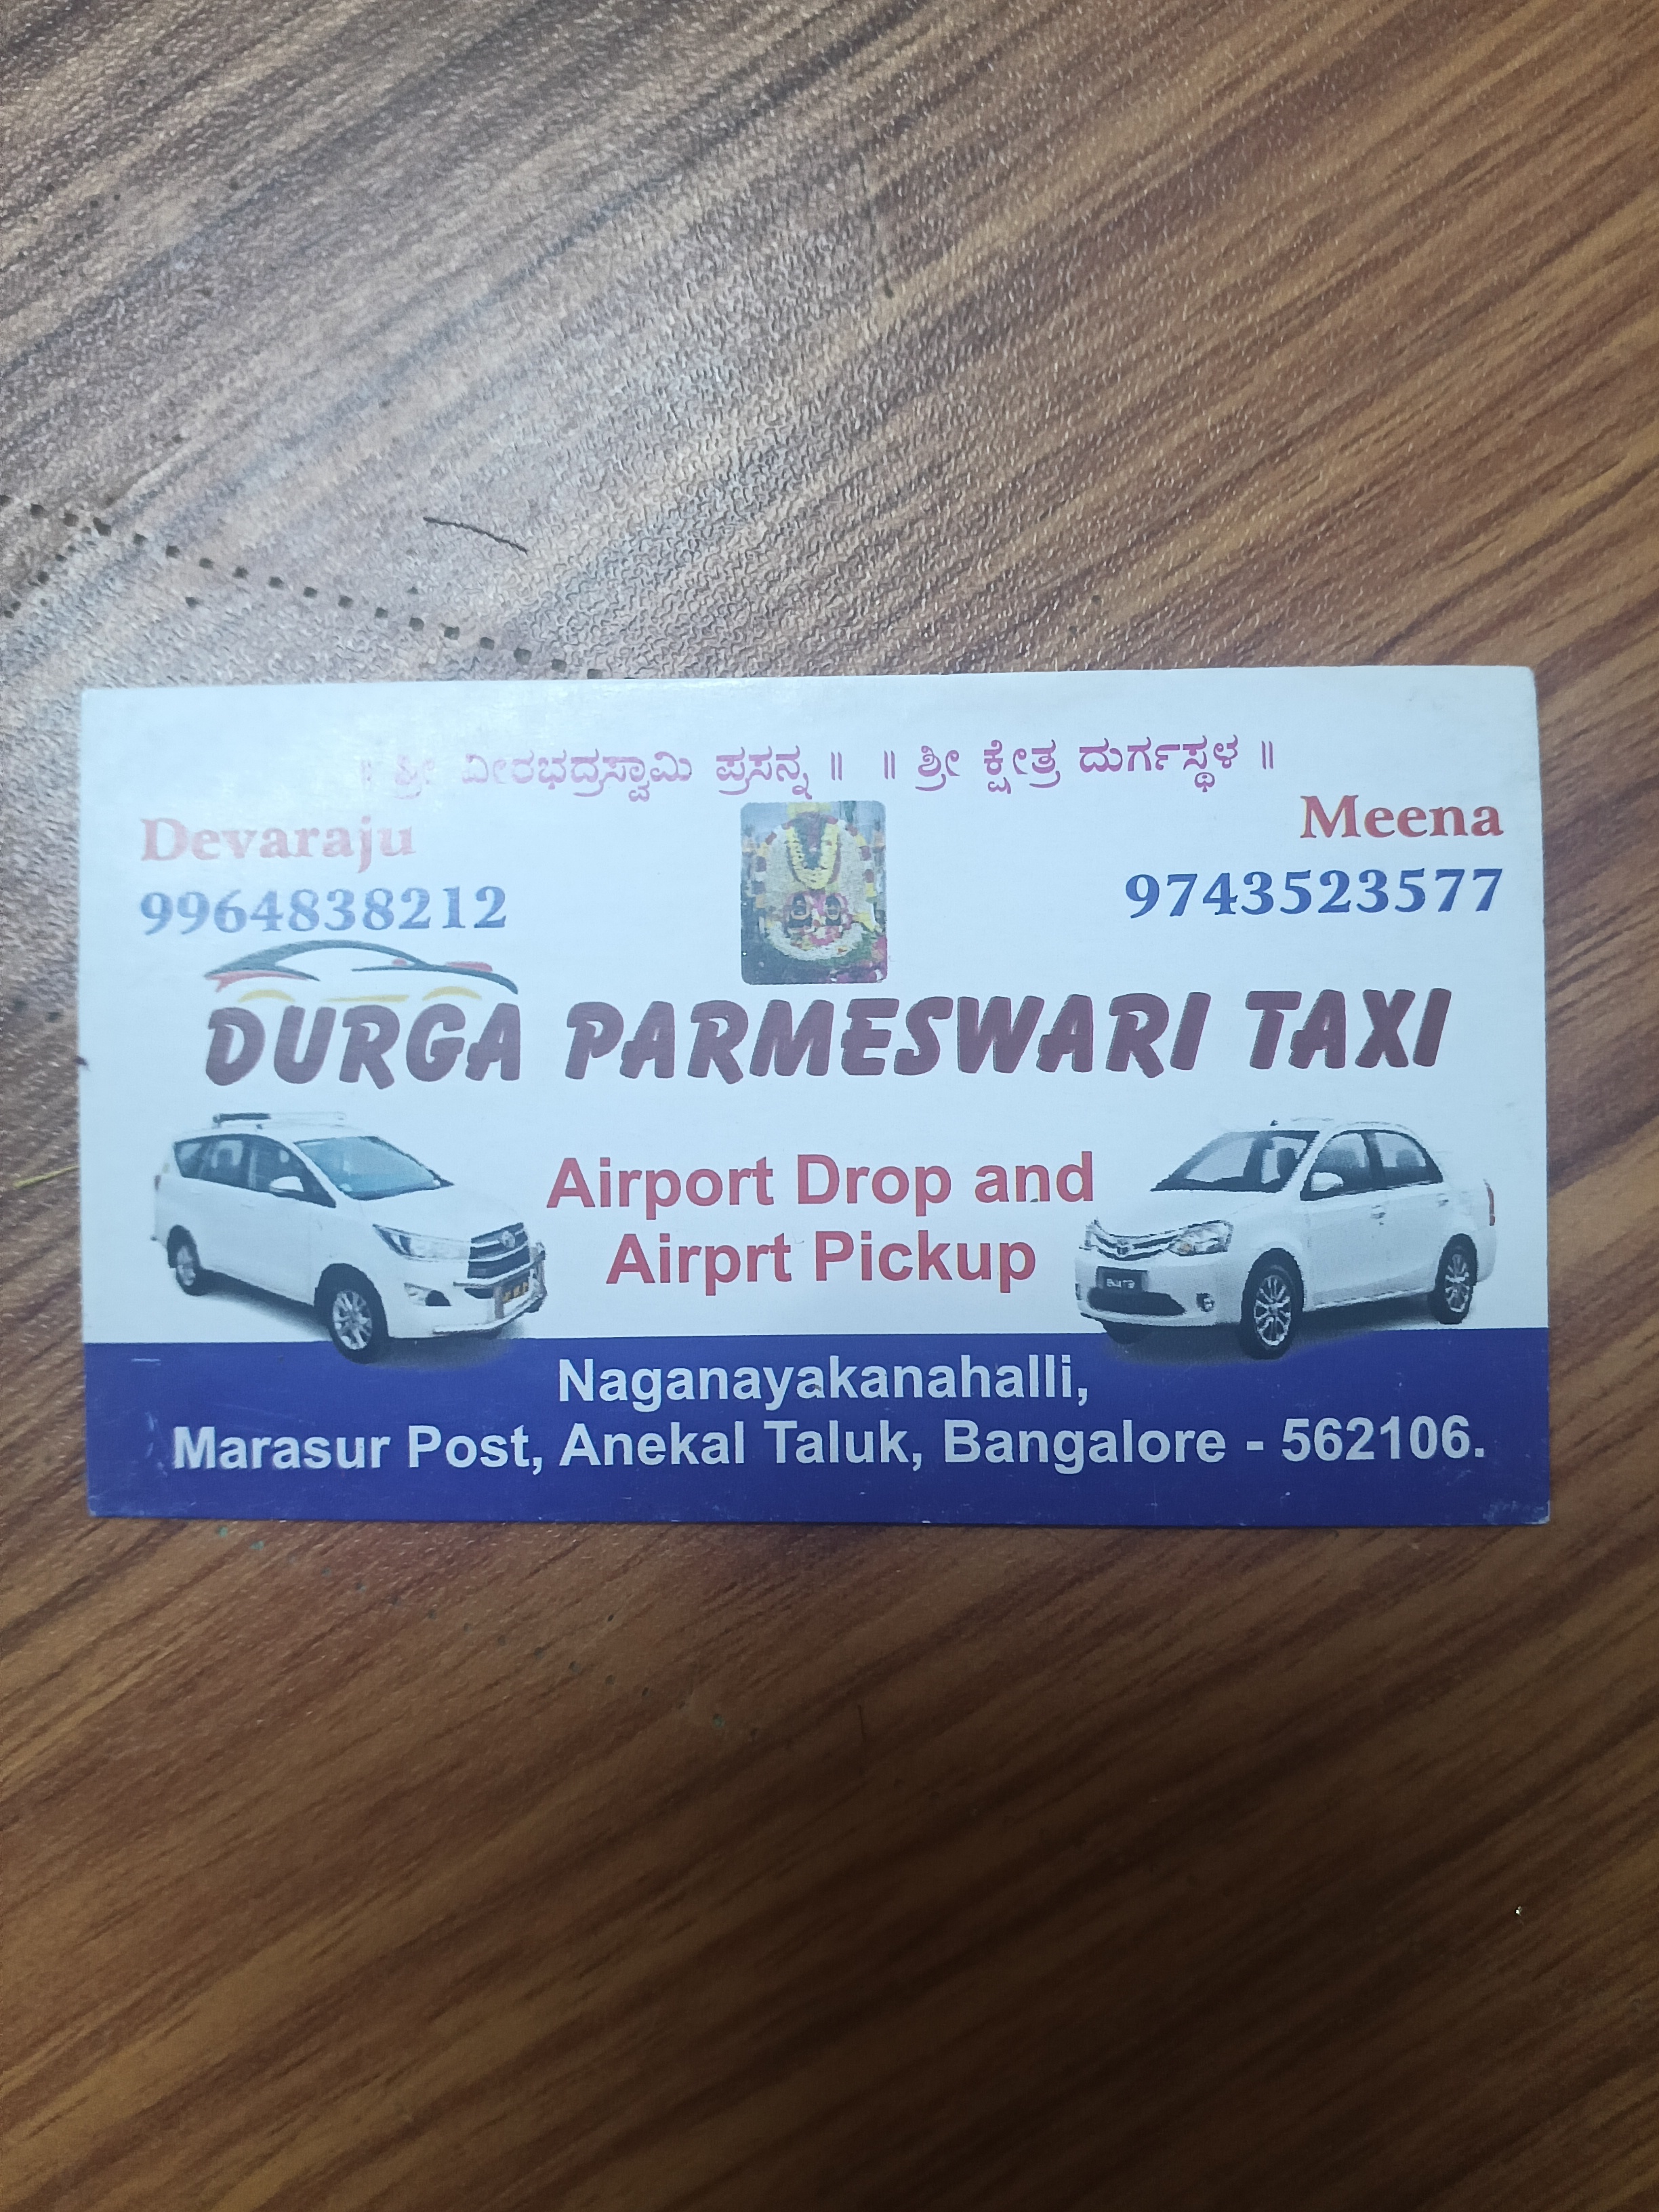 ॥ ಶ್ರೀ ವೀರಭದ್ರಸ್ವಾಮಿ ಪ್ರಸನ್ನ ॥ ॥ ಶ್ರೀ ಕ್ಷೇತ್ರ ದುರ್ಗಸ್ಥಳ ॥
Devaraju
9964838212
Meena
9743523577
DURGA PARMESWARI TAXI
Airport Drop and
Airprt Pickup
Naganayakanahalli,
Marasur Post, Anekal Taluk, Bangalore - 562106.